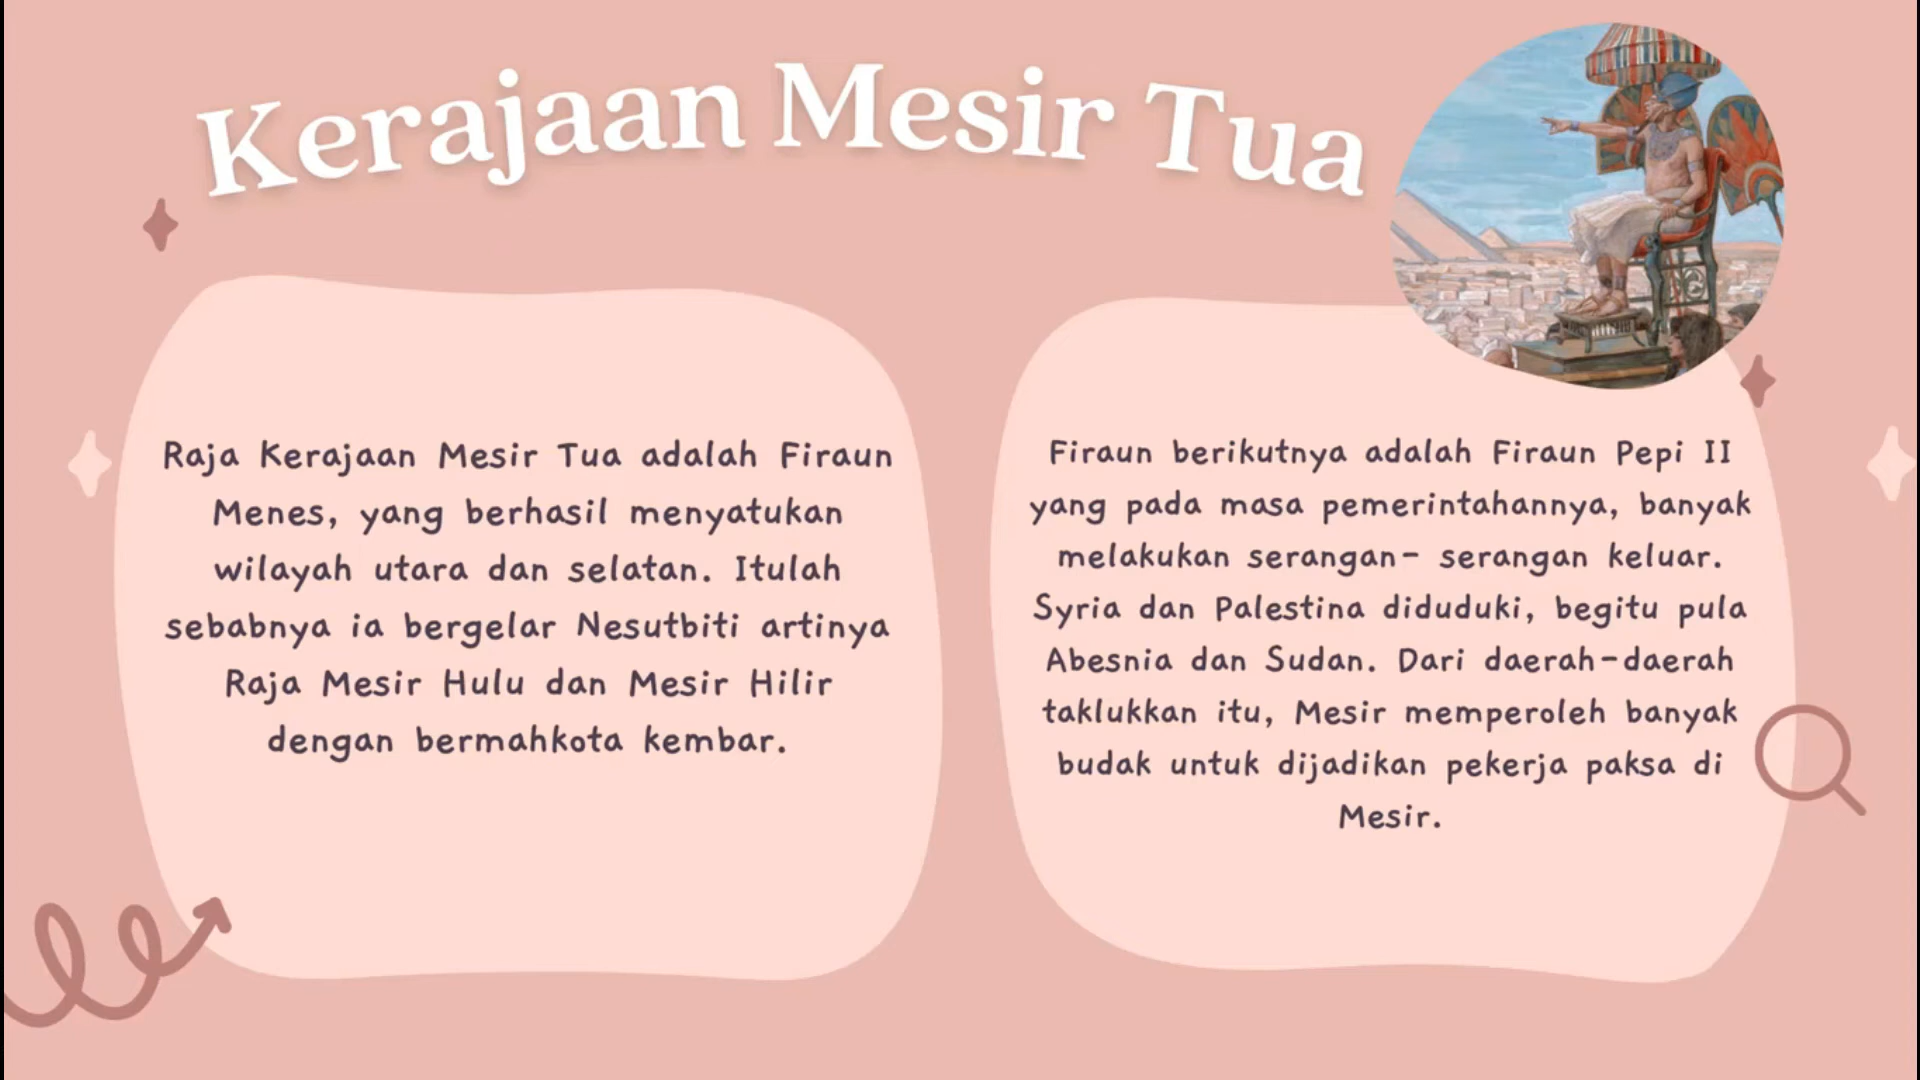 Kerajaan Mesir Tua
Raja Kerajaan Mesir Tua adalah Firaun
Menes, yang berhasil menyatukan
wilayah utara dan selatan. Itulah
sebabnya ia bergelar Nesutbiti artinya
Raja Mesir Hulu dan Mesir Hilir
dengan bermahkota kembar.
Firaun berikutnya adalah Firaun Pepi II
yang pada masa pemerintahannya, banyak
melakukan serangan- serangan keluar.
Syria dan Palestina diduduki, begitu pula
Abesnia dan Sudan. Dari daerah-daerah
taklukkan itu, Mesir memperoleh banyak
budak untuk dijadikan pekerja paksa di
Mesir.